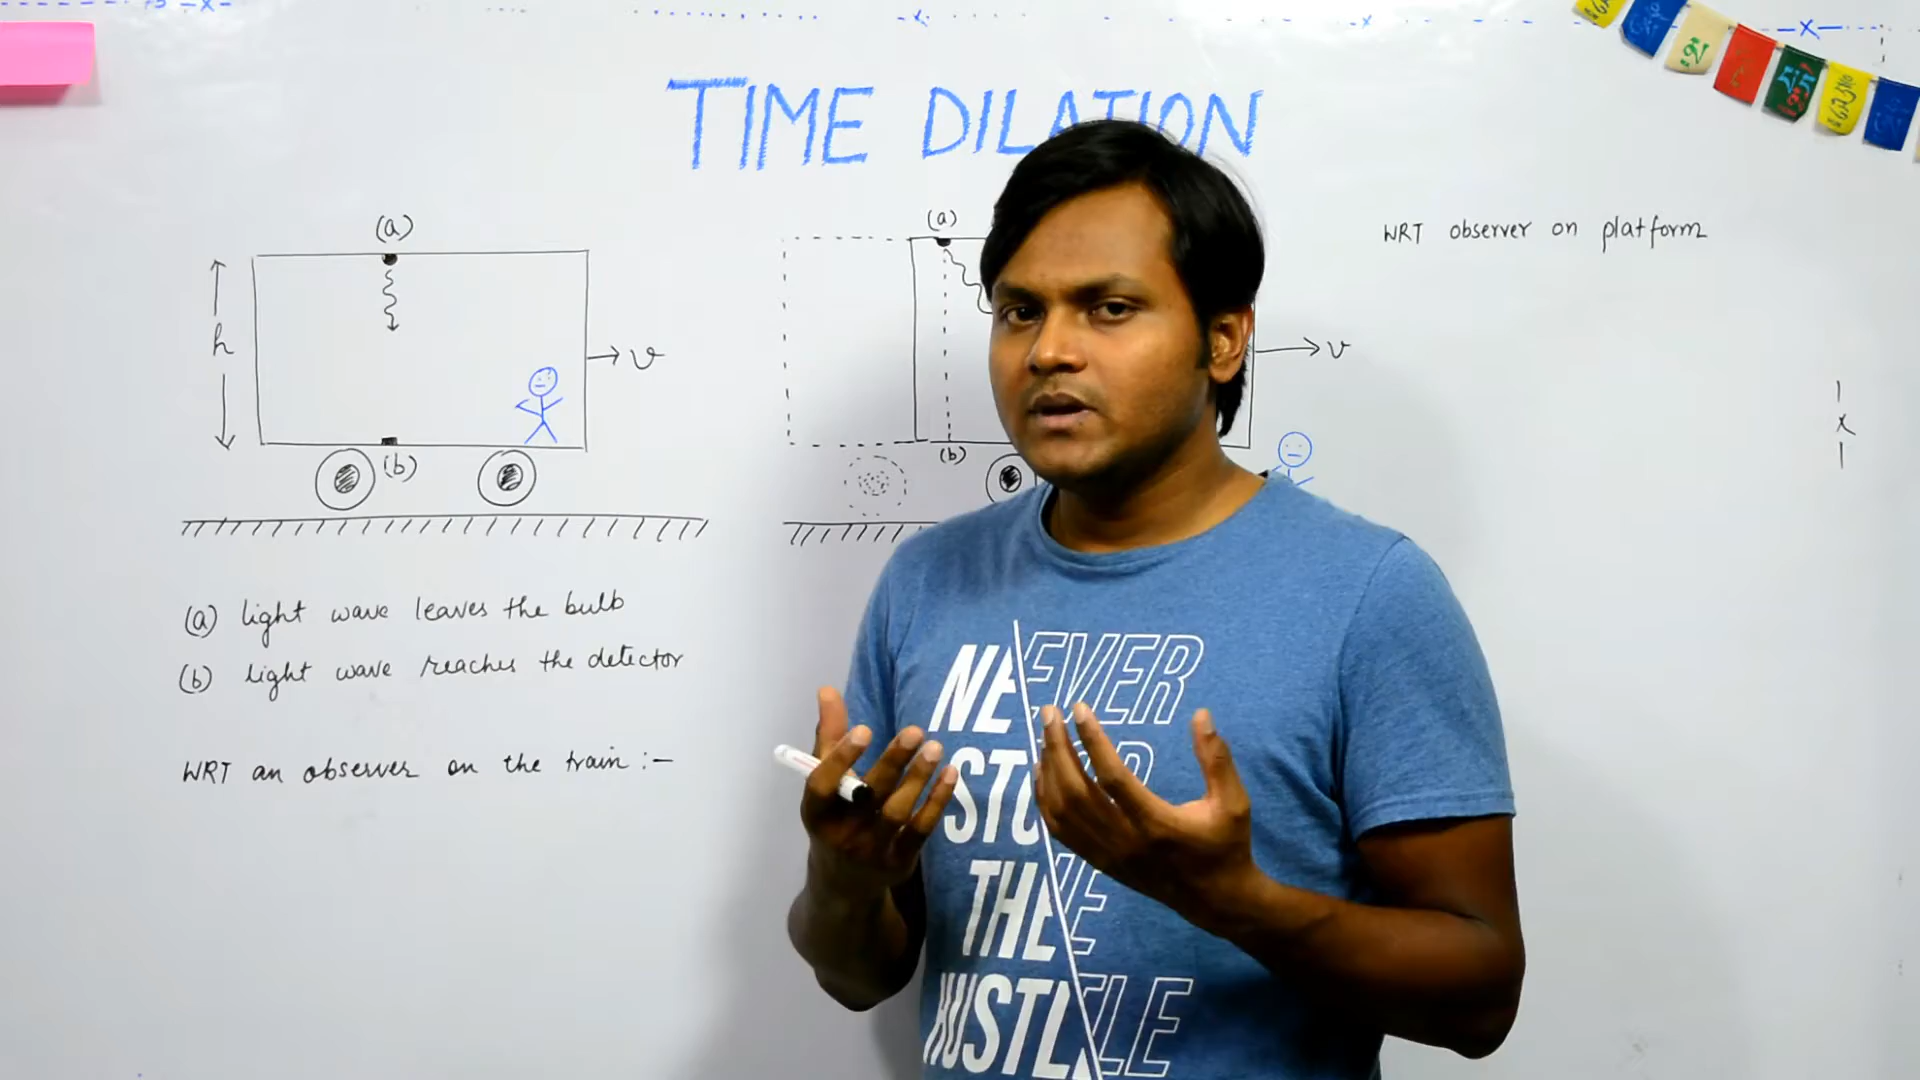 TIME DILATION
(a)
h
v
(b)
(a) light wave leaves the bulb
(b) light wave reaches the detector
WRT an observer on the train :-
(a)
(b)
v
WRT observer on platform
x
NEVER
STOP
THE
HUSTLE